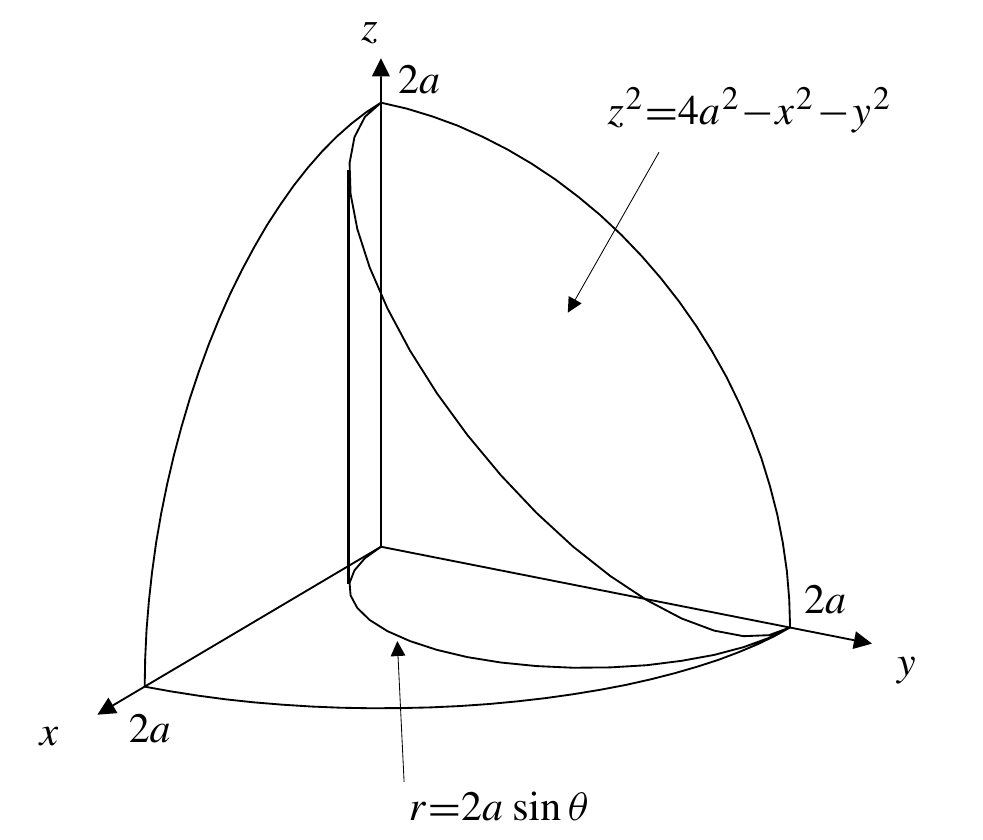 z
2a
z²=4a²−x²−y²
2a
y
x
2a
r=2a sin θ